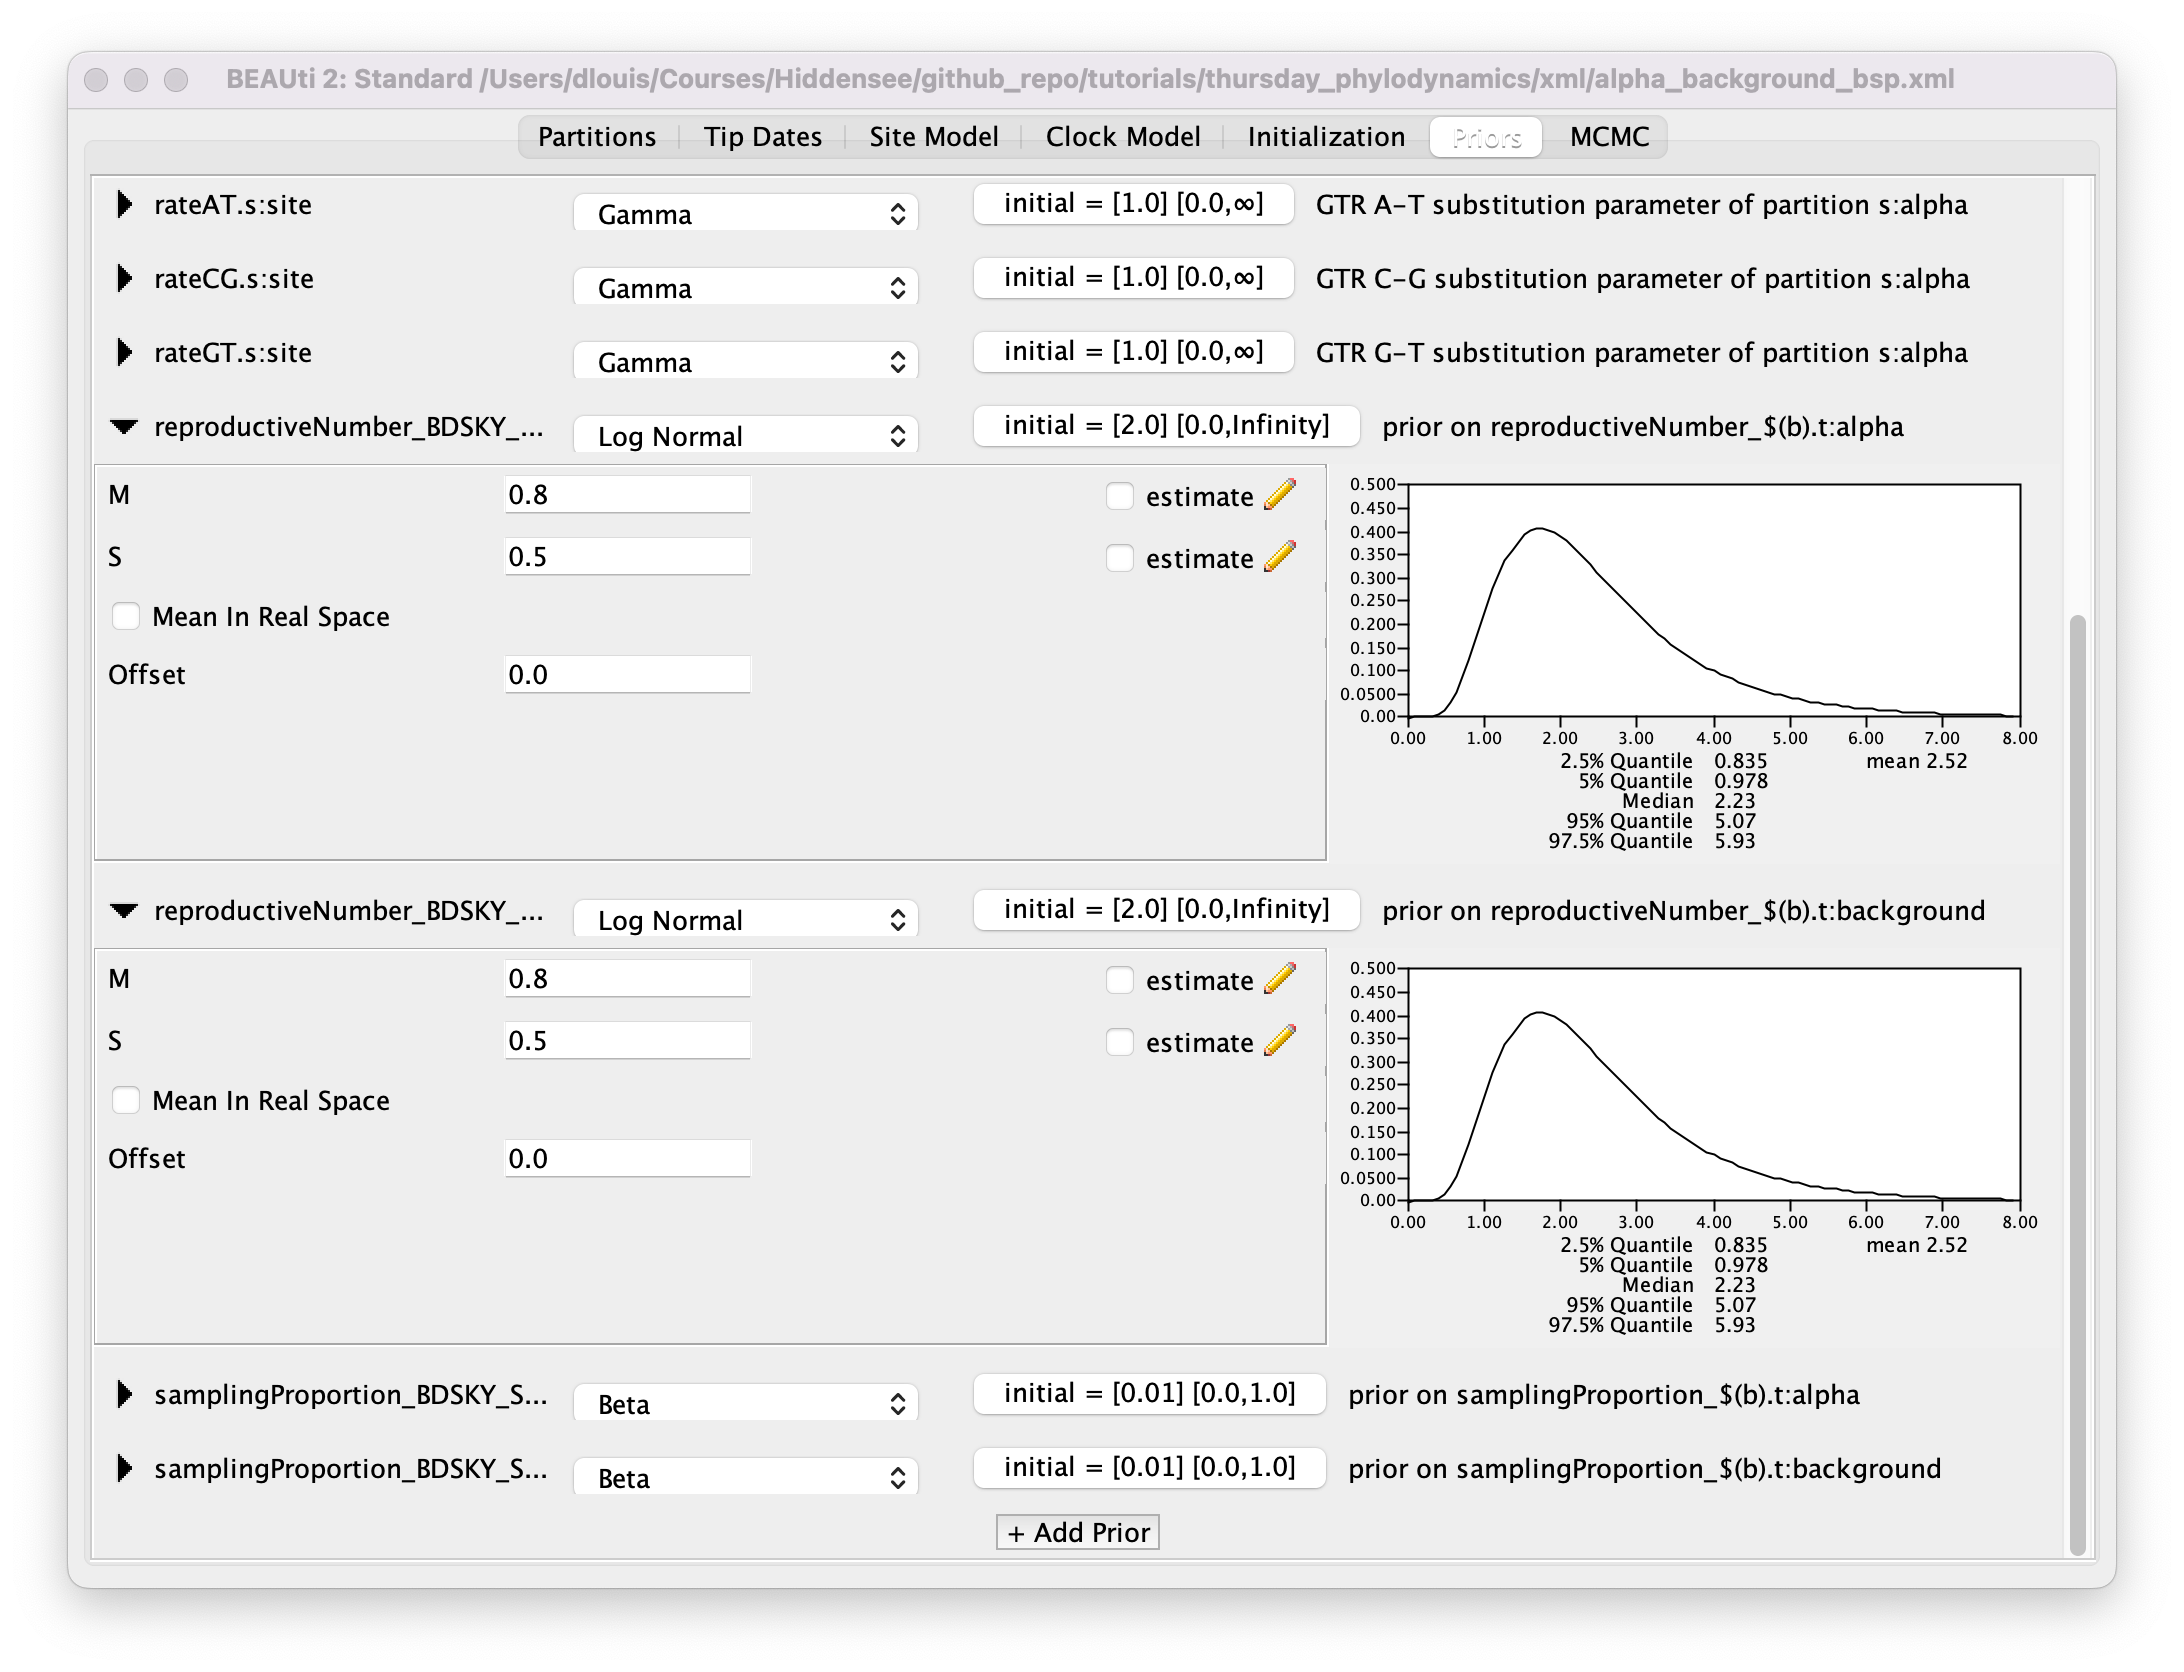 BEAUti 2: Standard /Users/dlouis/Courses/Hiddensee/github_repo/tutorials/thursday_phylodynamics/xml/alpha_background_bsp.xml
Partitions Tip Dates Site Model Clock Model Initialization Priors MCMC
rateAT.s:site Gamma initial = [1.0] [0.0,∞] GTR A-T substitution parameter of partition s:alpha
rateCG.s:site Gamma initial = [1.0] [0.0,∞] GTR C-G substitution parameter of partition s:alpha
rateGT.s:site Gamma initial = [1.0] [0.0,∞] GTR G-T substitution parameter of partition s:alpha
reproductiveNumber_BDSKY_... Log Normal initial = [2.0] [0.0,Infinity] prior on reproductiveNumber_$(b).t:alpha
M 0.8 estimate
S 0.5 estimate
Mean In Real Space
Offset 0.0
0.500
0.450
0.400
0.350
0.300
0.250
0.200
0.150
0.100
0.0500
0.00
0.00 1.00 2.00 3.00 4.00 5.00 6.00 7.00 8.00
2.5% Quantile 0.835 mean 2.52
5% Quantile 0.978
Median 2.23
95% Quantile 5.07
97.5% Quantile 5.93
reproductiveNumber_BDSKY_... Log Normal initial = [2.0] [0.0,Infinity] prior on reproductiveNumber_$(b).t:background
M 0.8 estimate
S 0.5 estimate
Mean In Real Space
Offset 0.0
0.500
0.450
0.400
0.350
0.300
0.250
0.200
0.150
0.100
0.0500
0.00
0.00 1.00 2.00 3.00 4.00 5.00 6.00 7.00 8.00
2.5% Quantile 0.835 mean 2.52
5% Quantile 0.978
Median 2.23
95% Quantile 5.07
97.5% Quantile 5.93
samplingProportion_BDSKY_S... Beta initial = [0.01] [0.0,1.0] prior on samplingProportion_$(b).t:alpha
samplingProportion_BDSKY_S... Beta initial = [0.01] [0.0,1.0] prior on samplingProportion_$(b).t:background
+ Add Prior